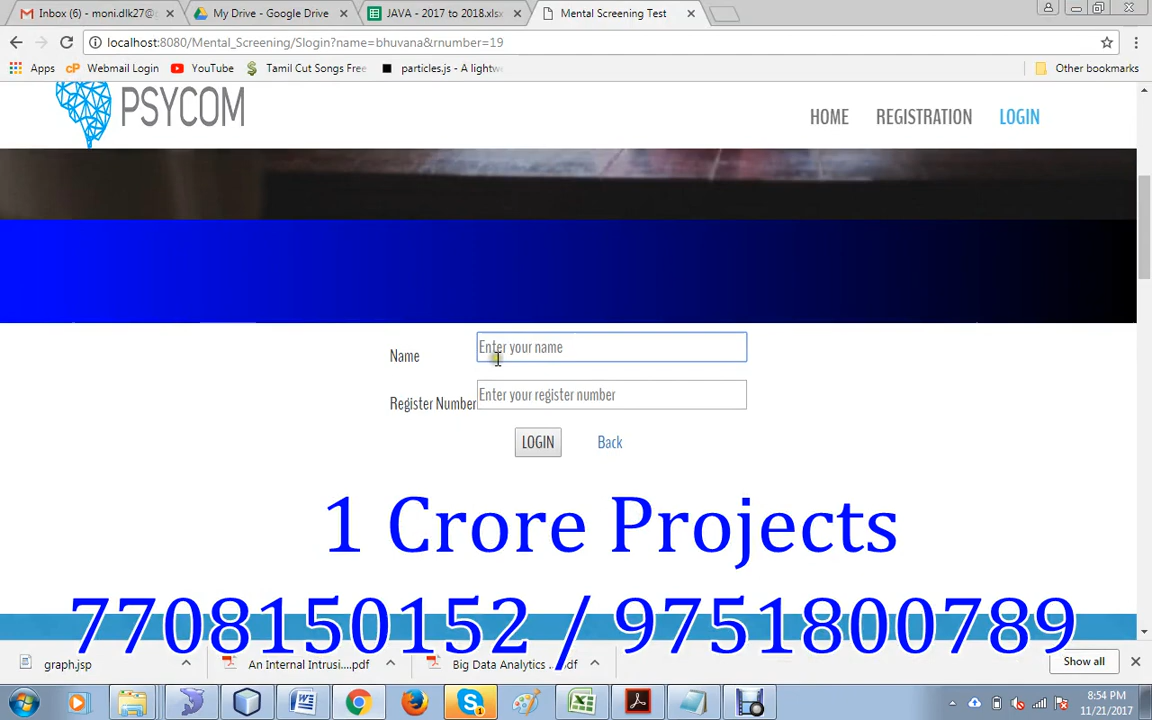 Inbox (6) - moni.dlk27@
My Drive - Google Drive
JAVA - 2017 to 2018.xlsx
Mental Screening Test
localhost:8080/Mental_Screening/Slogin?name=bhuvana&rnumber=19
Apps
cP Webmail Login
YouTube
Tamil Cut Songs Free
particles.js - A lightw
Other bookmarks
PSYCOM
HOME
REGISTRATION
LOGIN
Name
Enter your name
Register Number
Enter your register number
LOGIN
Back
1 Crore Projects
7708150152 / 9751800789
graph.jsp
An Internal Intrusi....pdf
Big Data Analytics ....pdf
Show all
8:54 PM
11/21/2017